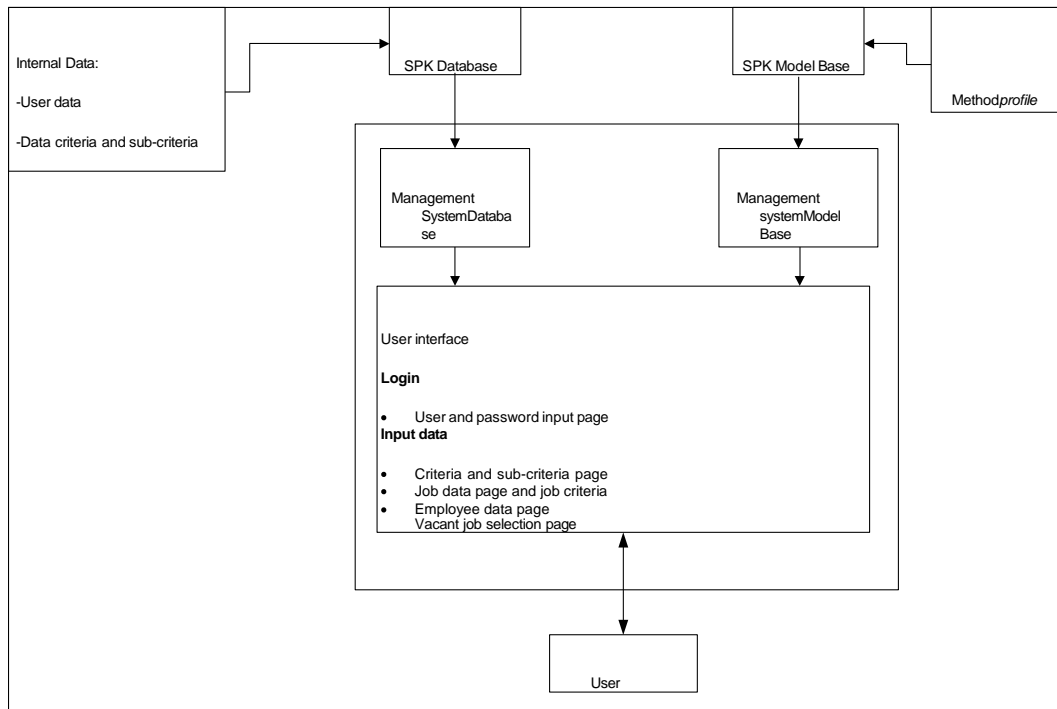 Internal Data:
-User data
-Data criteria and sub-criteria
SPK Database
SPK Model Base
Methodprofile
Management
SystemDataba
se
Management
systemModel
Base
User interface
Login
• User and password input page
Input data
• Criteria and sub-criteria page
• Job data page and job criteria
• Employee data page
Vacant job selection page
User